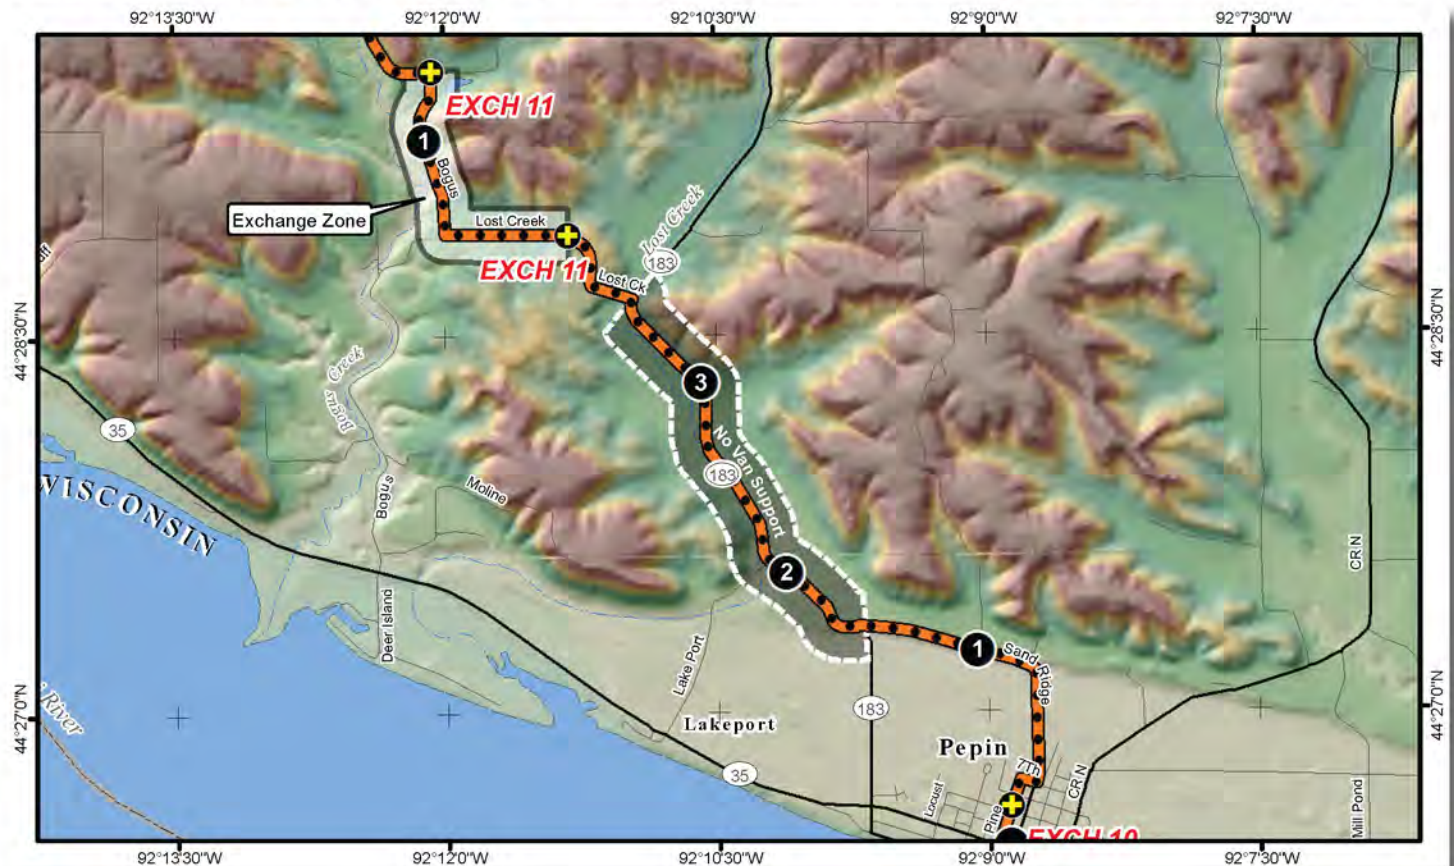 92°13'30"W
92°12'0"W
92°10'30"W
92°9'0"W
92°7'30"W
EXCH 11
1
Bogus
Exchange Zone
Lost Creek
EXCH 11
Lost Creek
183
Lost Ck
44°28'30"N
44°28'30"N
3
Bogus
Creek
35
No Van Support
183
WISCONSIN
Bogus
Moline
2
CR N
Deer Island
Lake Port
1
Sand Ridge
44°27'0"N
44°27'0"N
River
Lakeport
183
Pepin
35
7Th
Locust
Pine
CR N
Mill Pond
EXCH 10
92°13'30"W
92°12'0"W
92°10'30"W
92°9'0"W
92°7'30"W